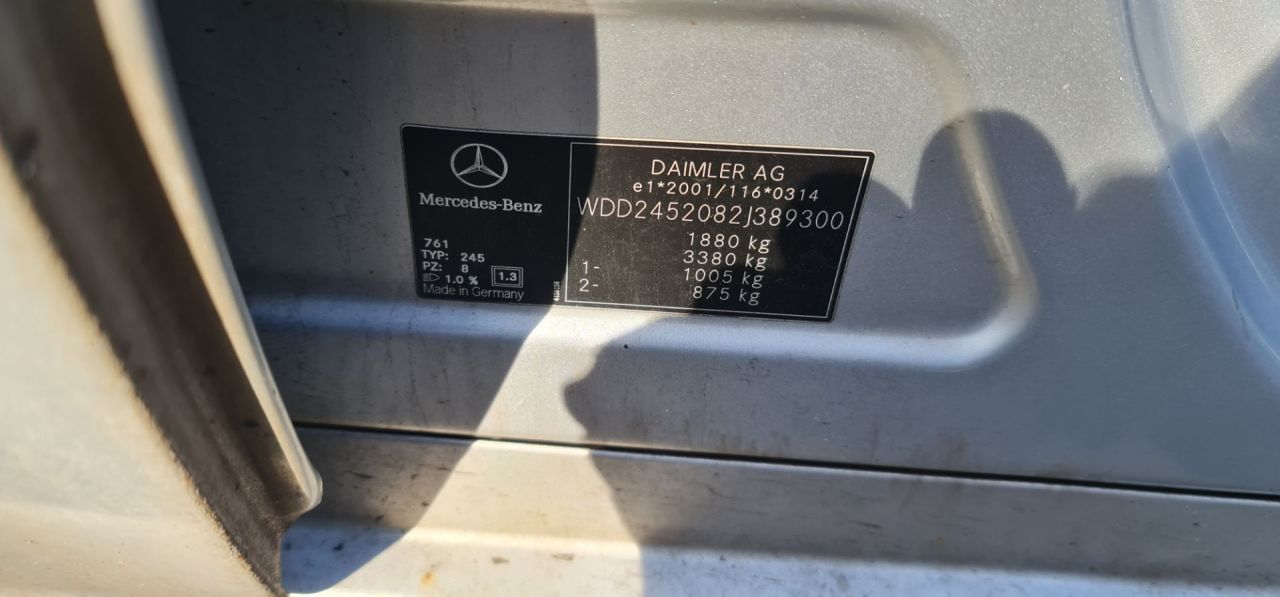 Mercedes-Benz
761
TYP: 245
PZ: 8
1.0 % 1.3
Made in Germany
DAIMLER AG
e1*2001/116*0314
WDD2452082J389300
1880 kg
3380 kg
1- 1005 kg
2- 875 kg